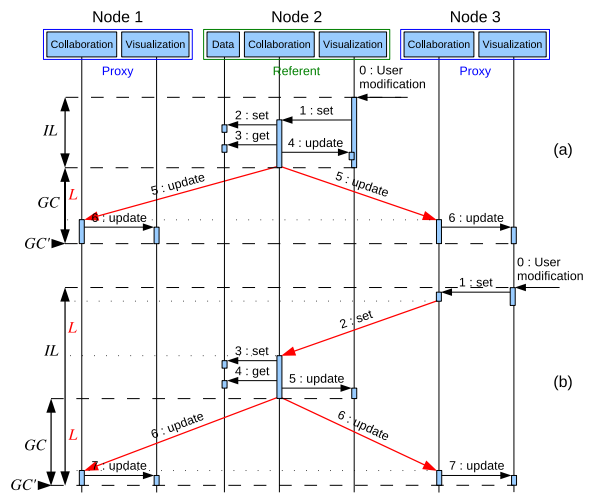 Node 1 Node 2 Node 3
Collaboration Visualization Data Collaboration Visualization Collaboration Visualization
Proxy Referent Proxy
0 : User
modification
2 : set 1 : set
IL 3 : get 4 : update (a)
GC L 5 : update 5 : update
6 : update 6 : update
GC'
0 : User
modification
1 : set
L 2 : set
IL 3 : set
4 : get 5 : update (b)
GC L 6 : update 6 : update
7 : update 7 : update
GC'